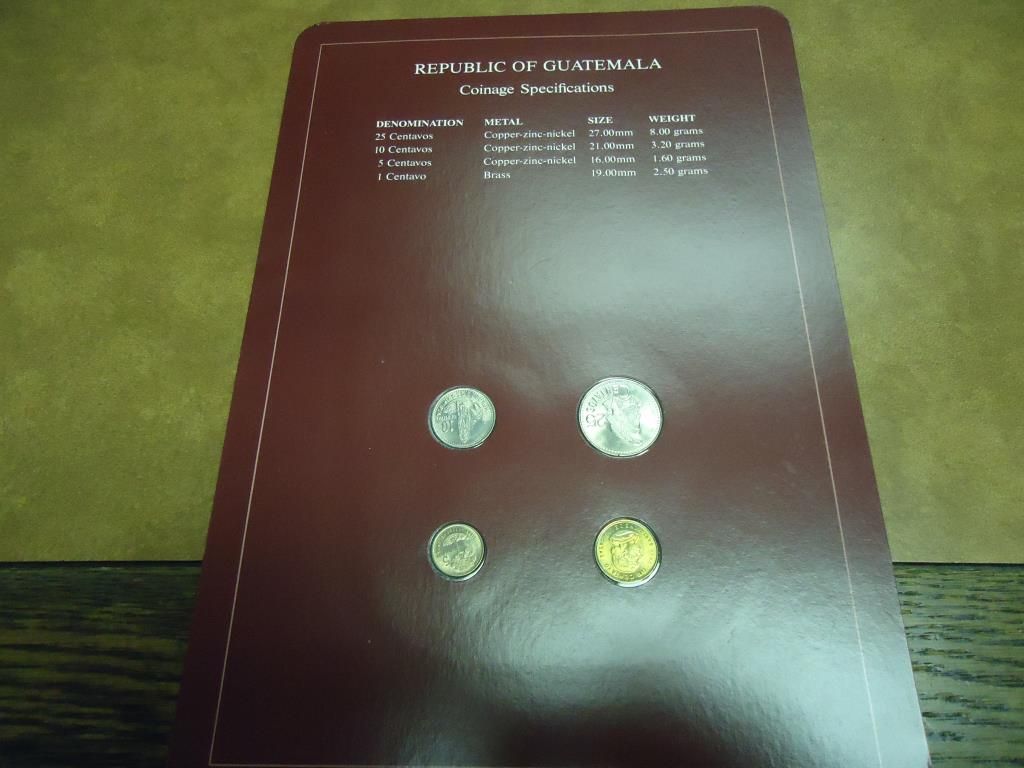 REPUBLIC OF GUATEMALA
Coinage Specifications
DENOMINATION METAL SIZE WEIGHT
25 Centavos Copper-zinc-nickel 27.00mm 8.00 grams
10 Centavos Copper-zinc-nickel 21.00mm 3.20 grams
5 Centavos Copper-zinc-nickel 16.00mm 1.60 grams
1 Centavo Brass 19.00mm 2.50 grams
10
25